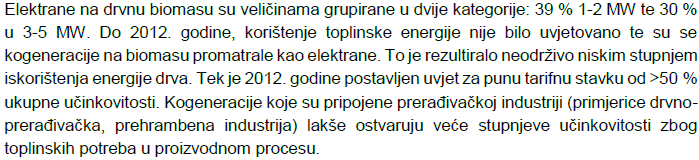 Elektrane na drvnu biomasu su veličinama grupirane u dvije kategorije: 39 % 1-2 MW te 30 %
u 3-5 MW. Do 2012. godine, korištenje toplinske energije nije bilo uvjetovano te su se
kogeneracije na biomasu promatrale kao elektrane. To je rezultiralo neodrživo niskim stupnjem
iskorištenja energije drva. Tek je 2012. godine postavljen uvjet za punu tarifnu stavku od >50 %
ukupne učinkovitosti. Kogeneracije koje su pripojene prerađivačkoj industriji (primjerice drvno-
prerađivačka, prehrambena industrija) lakše ostvaruju veće stupnjeve učinkovitosti zbog
toplinskih potreba u proizvodnom procesu.